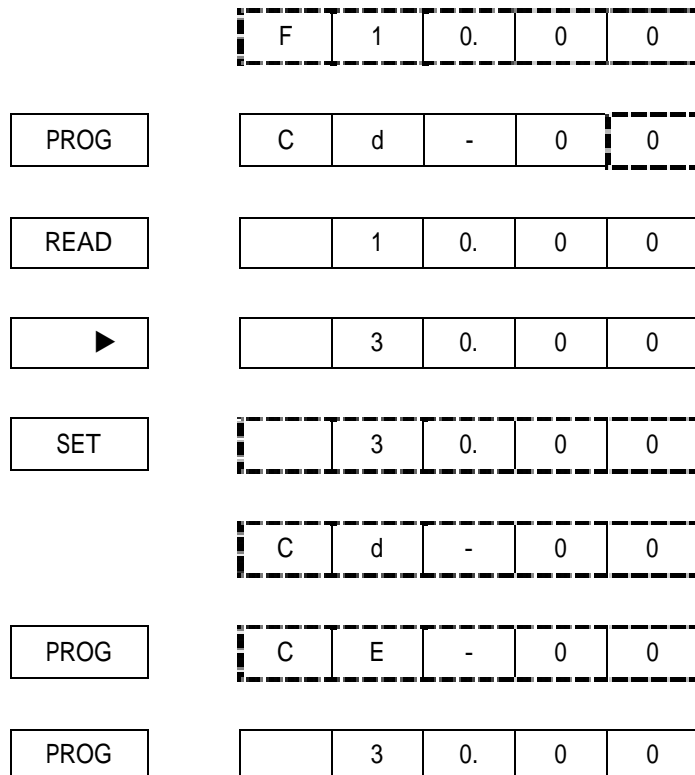 F 1 0. 0 0
PROG C d - 0 0
READ 1 0. 0 0
▶ 3 0. 0 0
SET 3 0. 0 0
C d - 0 0
PROG C E - 0 0
PROG 3 0. 0 0